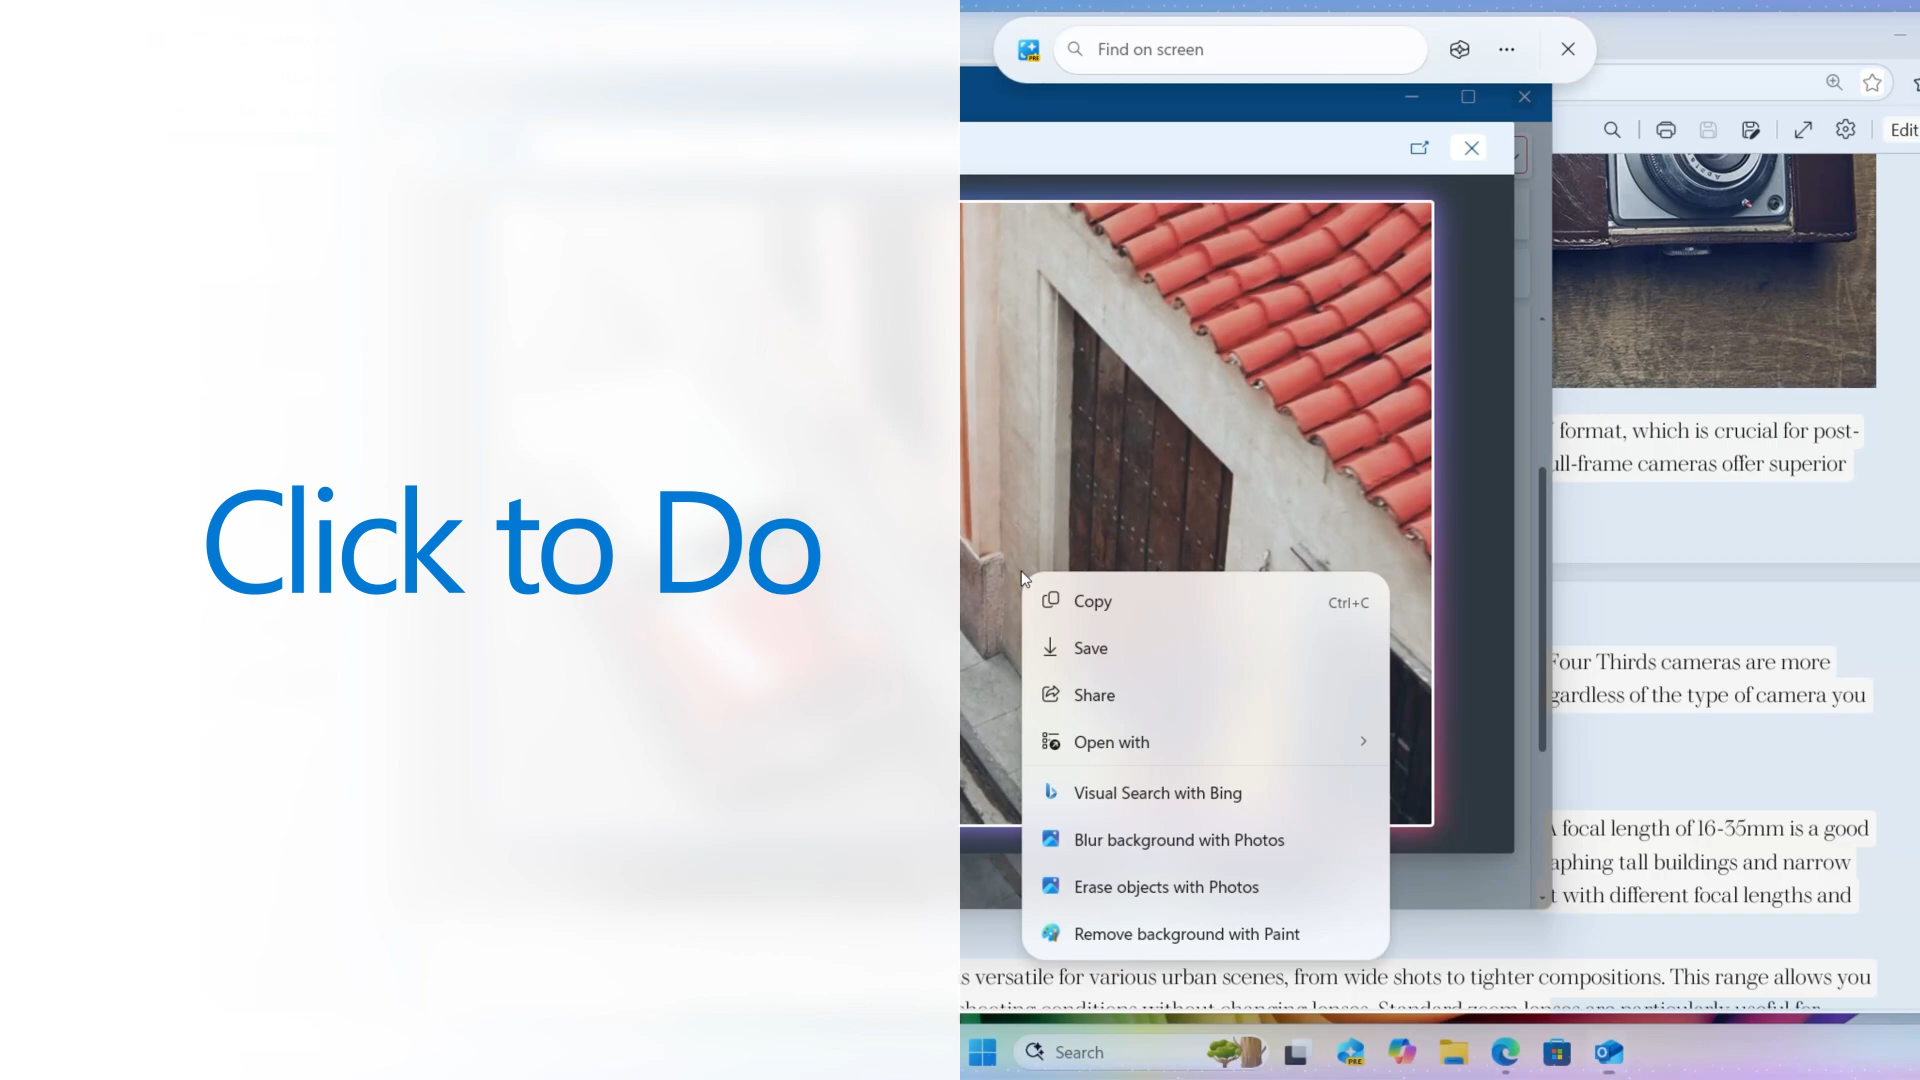 Click to Do
Find on screen
Edit
format, which is crucial for post-
ull-frame cameras offer superior
Four Thirds cameras are more
gardless of the type of camera you
focal length of 16-35mm is a good
aphing tall buildings and narrow
t with different focal lengths and
Copy Ctrl+C
Save
Share
Open with
Visual Search with Bing
Blur background with Photos
Erase objects with Photos
Remove background with Paint
s versatile for various urban scenes, from wide shots to tighter compositions. This range allows you
Search
PRE